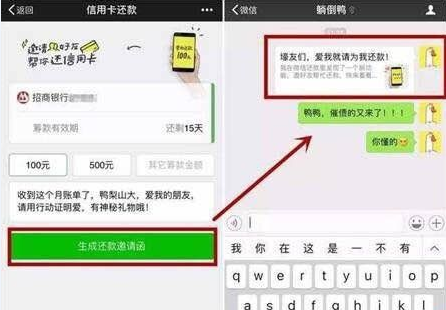 返回
信用卡还款
邀请好友
帮你还信用卡
100元
招商银行
筹款有效期
还剩15天
100元
500元
其它筹款金额
收到这个月账单了，鸭梨山大，爱我的朋友，
请用行动证明爱，有神秘礼物哦！
生成还款邀请函
微信
躺倒鸭
壕友们，爱我就请为我还款！
鸭鸭，催债的又来了！！！
你懂的
我 你 在 这 是 一 不
q w e r t y u i o p
a s d f g h j k l